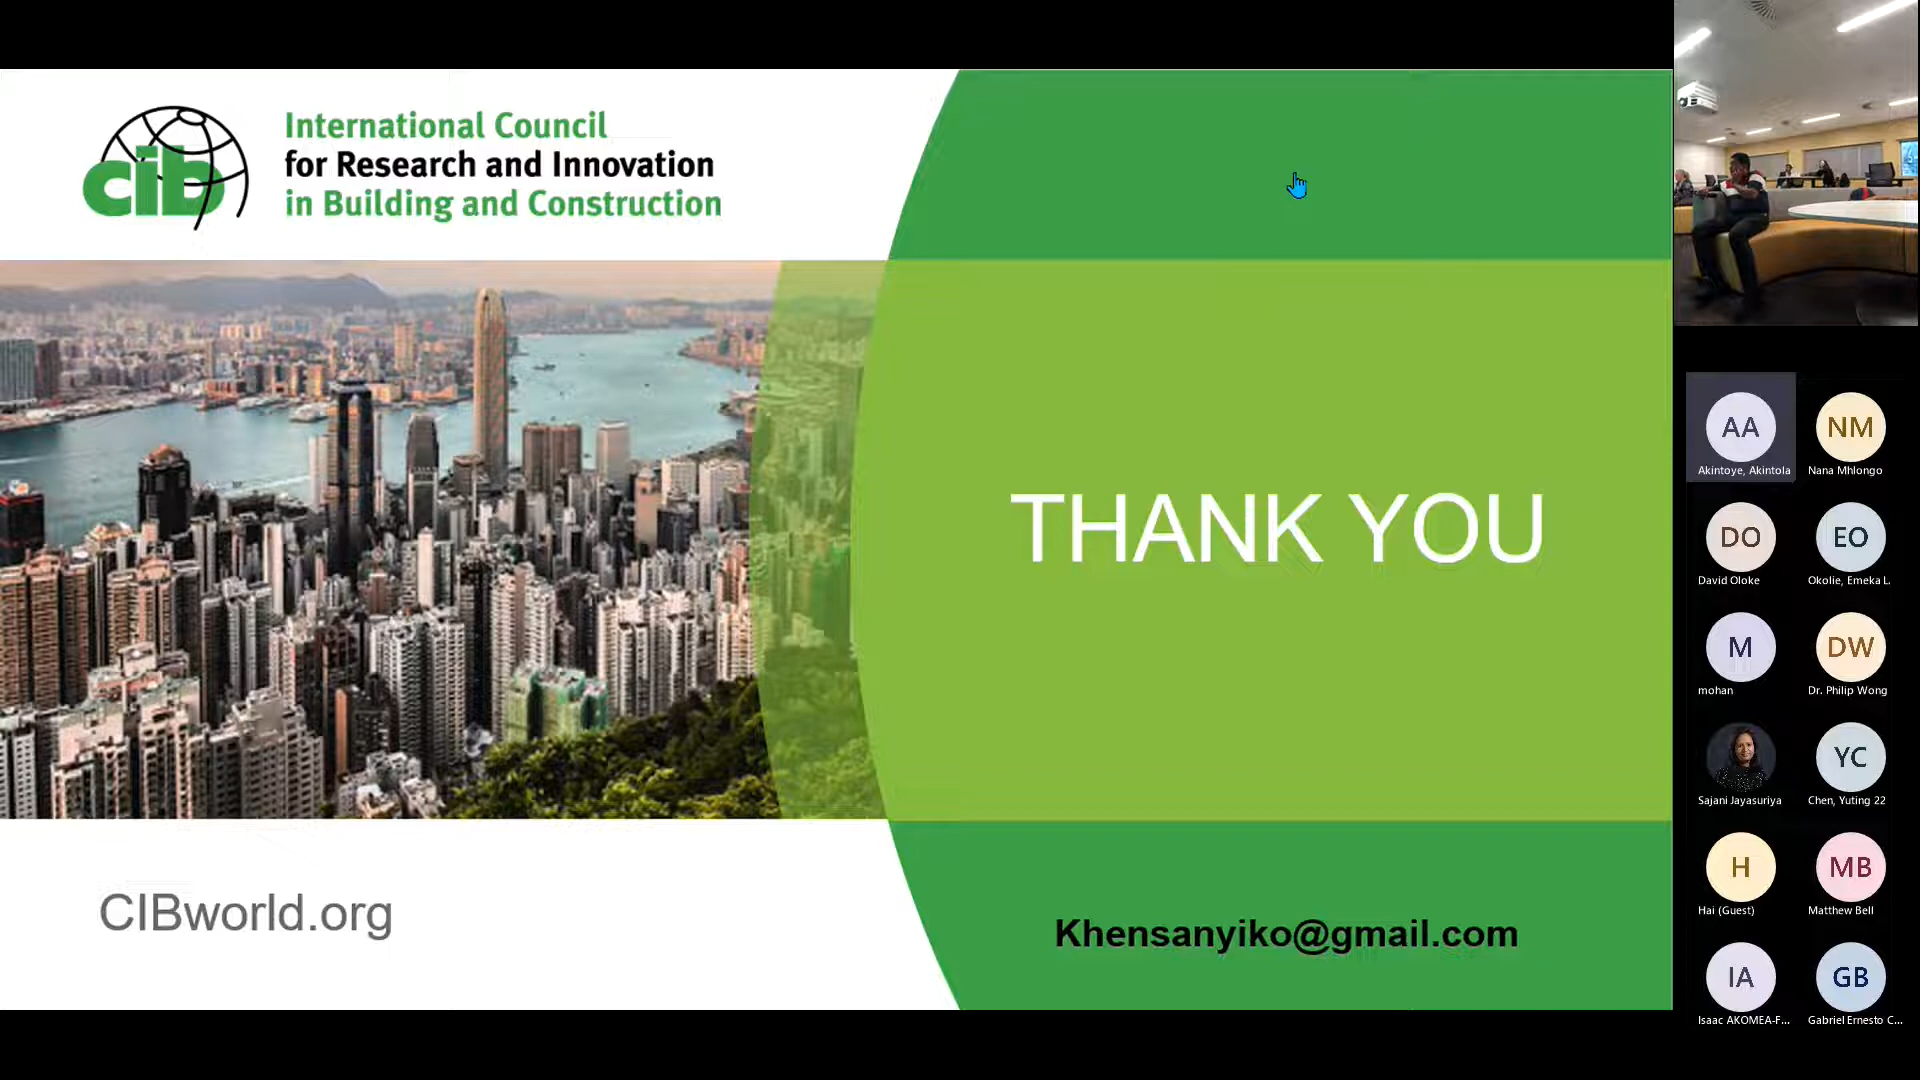 cib
International Council
for Research and Innovation
in Building and Construction
THANK YOU
CIBworld.org
Khensanyiko@gmail.com
AA
Akintoye, Akintola
NM
Nana Mhlongo
DO
David Oloke
EO
Okolie, Emeka L.
M
mohan
DW
Dr. Philip Wong
Sajani Jayasuriya
YC
Chen, Yuting 22
H
Hai (Guest)
MB
Matthew Bell
IA
Isaac AKOMEA-F...
GB
Gabriel Ernesto C...